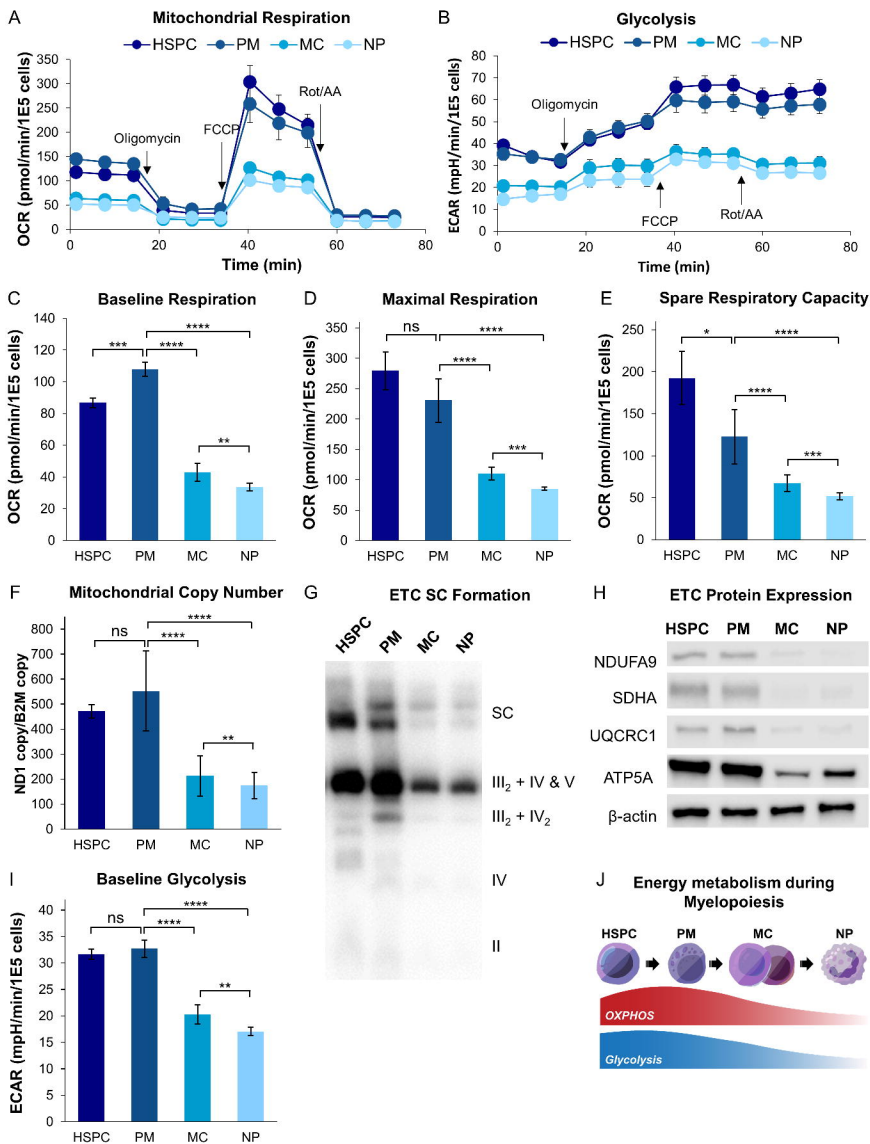 A
Mitochondrial Respiration
HSPC PM MC NP
OCR (pmol/min/1E5 cells)
400
350
300
250
200
150
100
50
0
Oligomycin
FCCP
Rot/AA
0 20 40 60 80
Time (min)
B
Glycolysis
HSPC PM MC NP
ECAR (mpH/min/1E5 cells)
80
70
60
50
40
30
20
10
0
Oligomycin
FCCP
Rot/AA
0 20 40 60 80
Time (min)
C
Baseline Respiration
OCR (pmol/min/1E5 cells)
140
120
100
80
60
40
20
0
*** **** ****
**
HSPC PM MC NP
D
Maximal Respiration
OCR (pmol/min/1E5 cells)
350
300
250
200
150
100
50
0
ns **** ****
***
HSPC PM MC NP
E
Spare Respiratory Capacity
OCR (pmol/min/1E5 cells)
250
200
150
100
50
0
* **** ****
***
HSPC PM MC NP
F
Mitochondrial Copy Number
ND1 copy/B2M copy
900
800
700
600
500
400
300
200
100
0
ns **** ****
**
HSPC PM MC NP
G
ETC SC Formation
HSPC PM MC NP
SC
III₂ + IV & V
III₂ + IV₂
IV
II
H
ETC Protein Expression
HSPC PM MC NP
NDUFA9
SDHA
UQCRC1
ATP5A
β-actin
I
Baseline Glycolysis
ECAR (mpH/min/1E5 cells)
40
35
30
25
20
15
10
5
0
ns **** ****
**
HSPC PM MC NP
J
Energy metabolism during
Myelopoiesis
HSPC PM MC NP
OXPHOS
Glycolysis